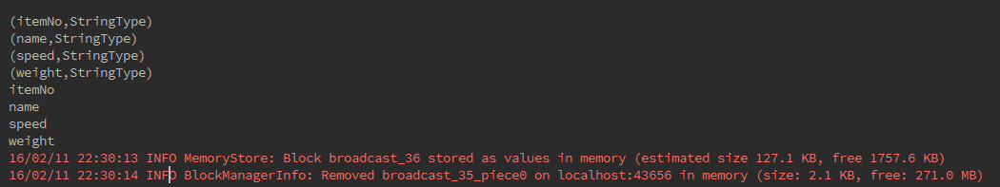 (itemNo,StringType)
(name,StringType)
(speed,StringType)
(weight,StringType)
itemNo
name
speed
weight
16/02/11 22:30:13 INFO MemoryStore: Block broadcast_36 stored as values in memory (estimated size 127.1 KB, free 1757.6 KB)
16/02/11 22:30:14 INFO BlockManagerInfo: Removed broadcast_35_piece0 on localhost:43656 in memory (size: 2.1 KB, free: 271.0 MB)